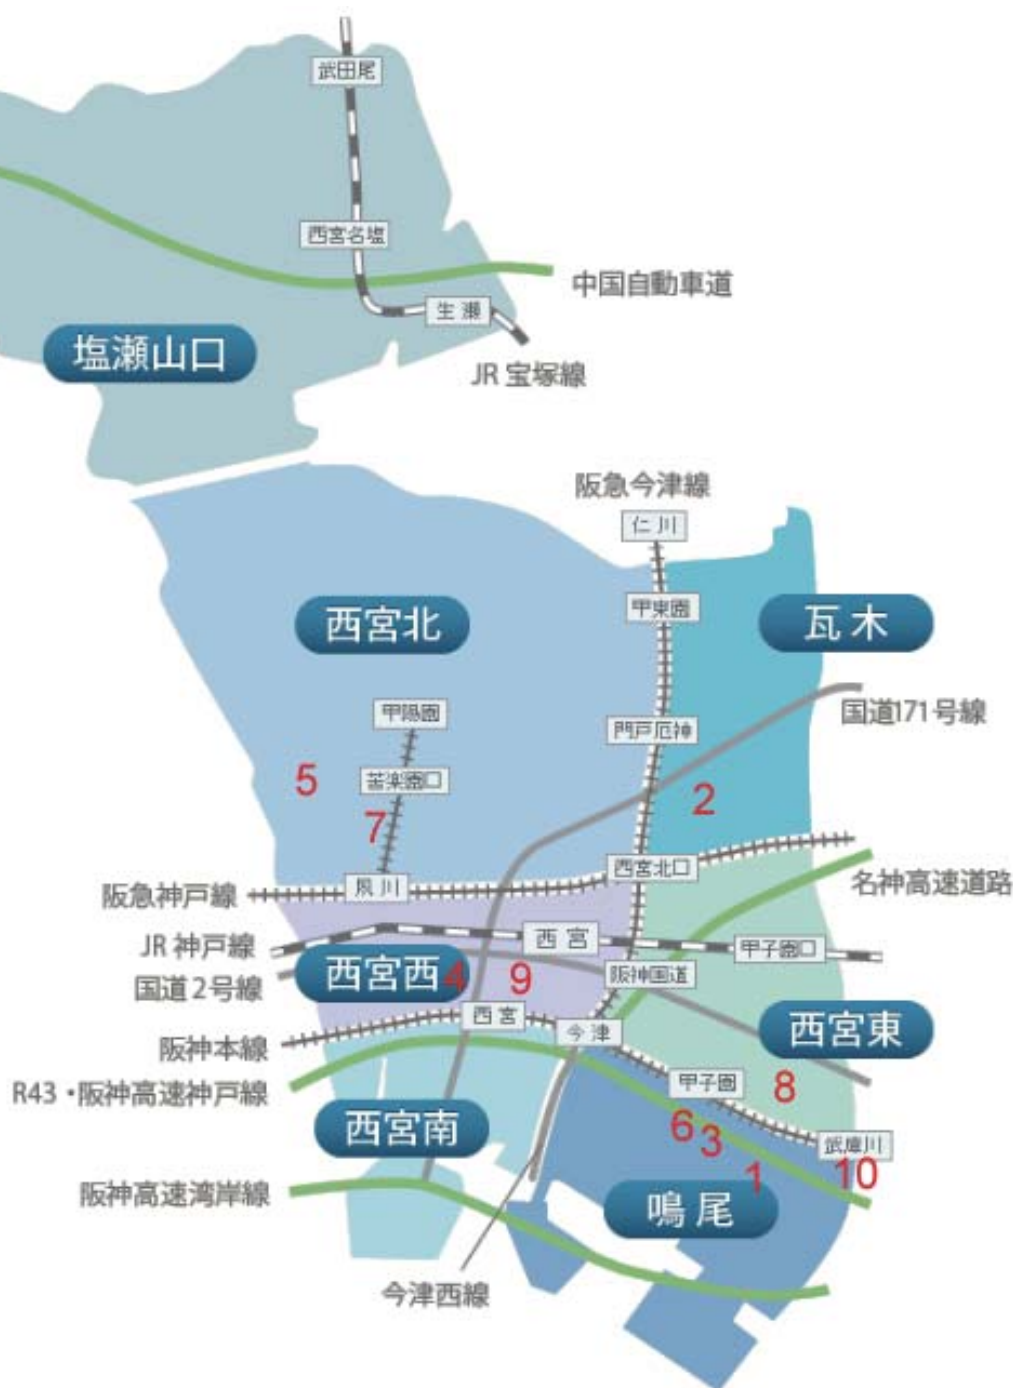 武田尾
西宮名塩
中国自動車道
生瀬
塩瀬山口
JR 宝塚線
阪急今津線
仁川
甲東園
西宮北
瓦木
甲陽園
国道171号線
門戸厄神
5
苦楽園口
2
7
西宮北口
夙川
名神高速道路
阪急神戸線
JR 神戸線
西宮
甲子園口
国道2号線
西宮西
4
9
阪神国道
西宮
今津
西宮東
阪神本線
甲子園
R43・阪神高速神戸線
8
西宮南
6
3
武庫川
1
10
阪神高速湾岸線
鳴尾
今津西線